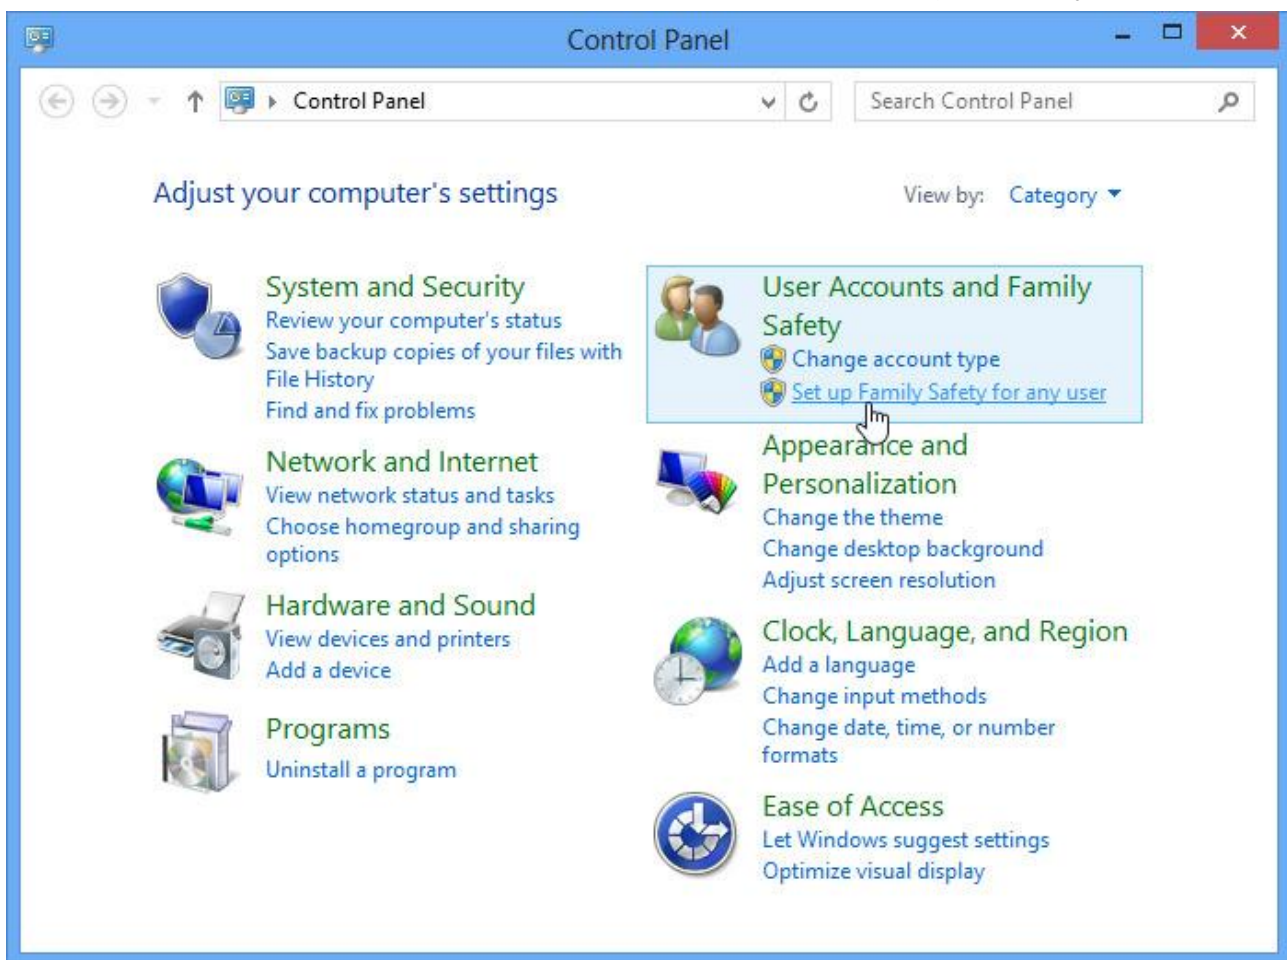 Control Panel
Control Panel
Search Control Panel
Adjust your computer's settings
View by: Category
System and Security
Review your computer's status
Save backup copies of your files with
File History
Find and fix problems
Network and Internet
View network status and tasks
Choose homegroup and sharing
options
Hardware and Sound
View devices and printers
Add a device
Programs
Uninstall a program
User Accounts and Family
Safety
Change account type
Set up Family Safety for any user
Appearance and
Personalization
Change the theme
Change desktop background
Adjust screen resolution
Clock, Language, and Region
Add a language
Change input methods
Change date, time, or number
formats
Ease of Access
Let Windows suggest settings
Optimize visual display